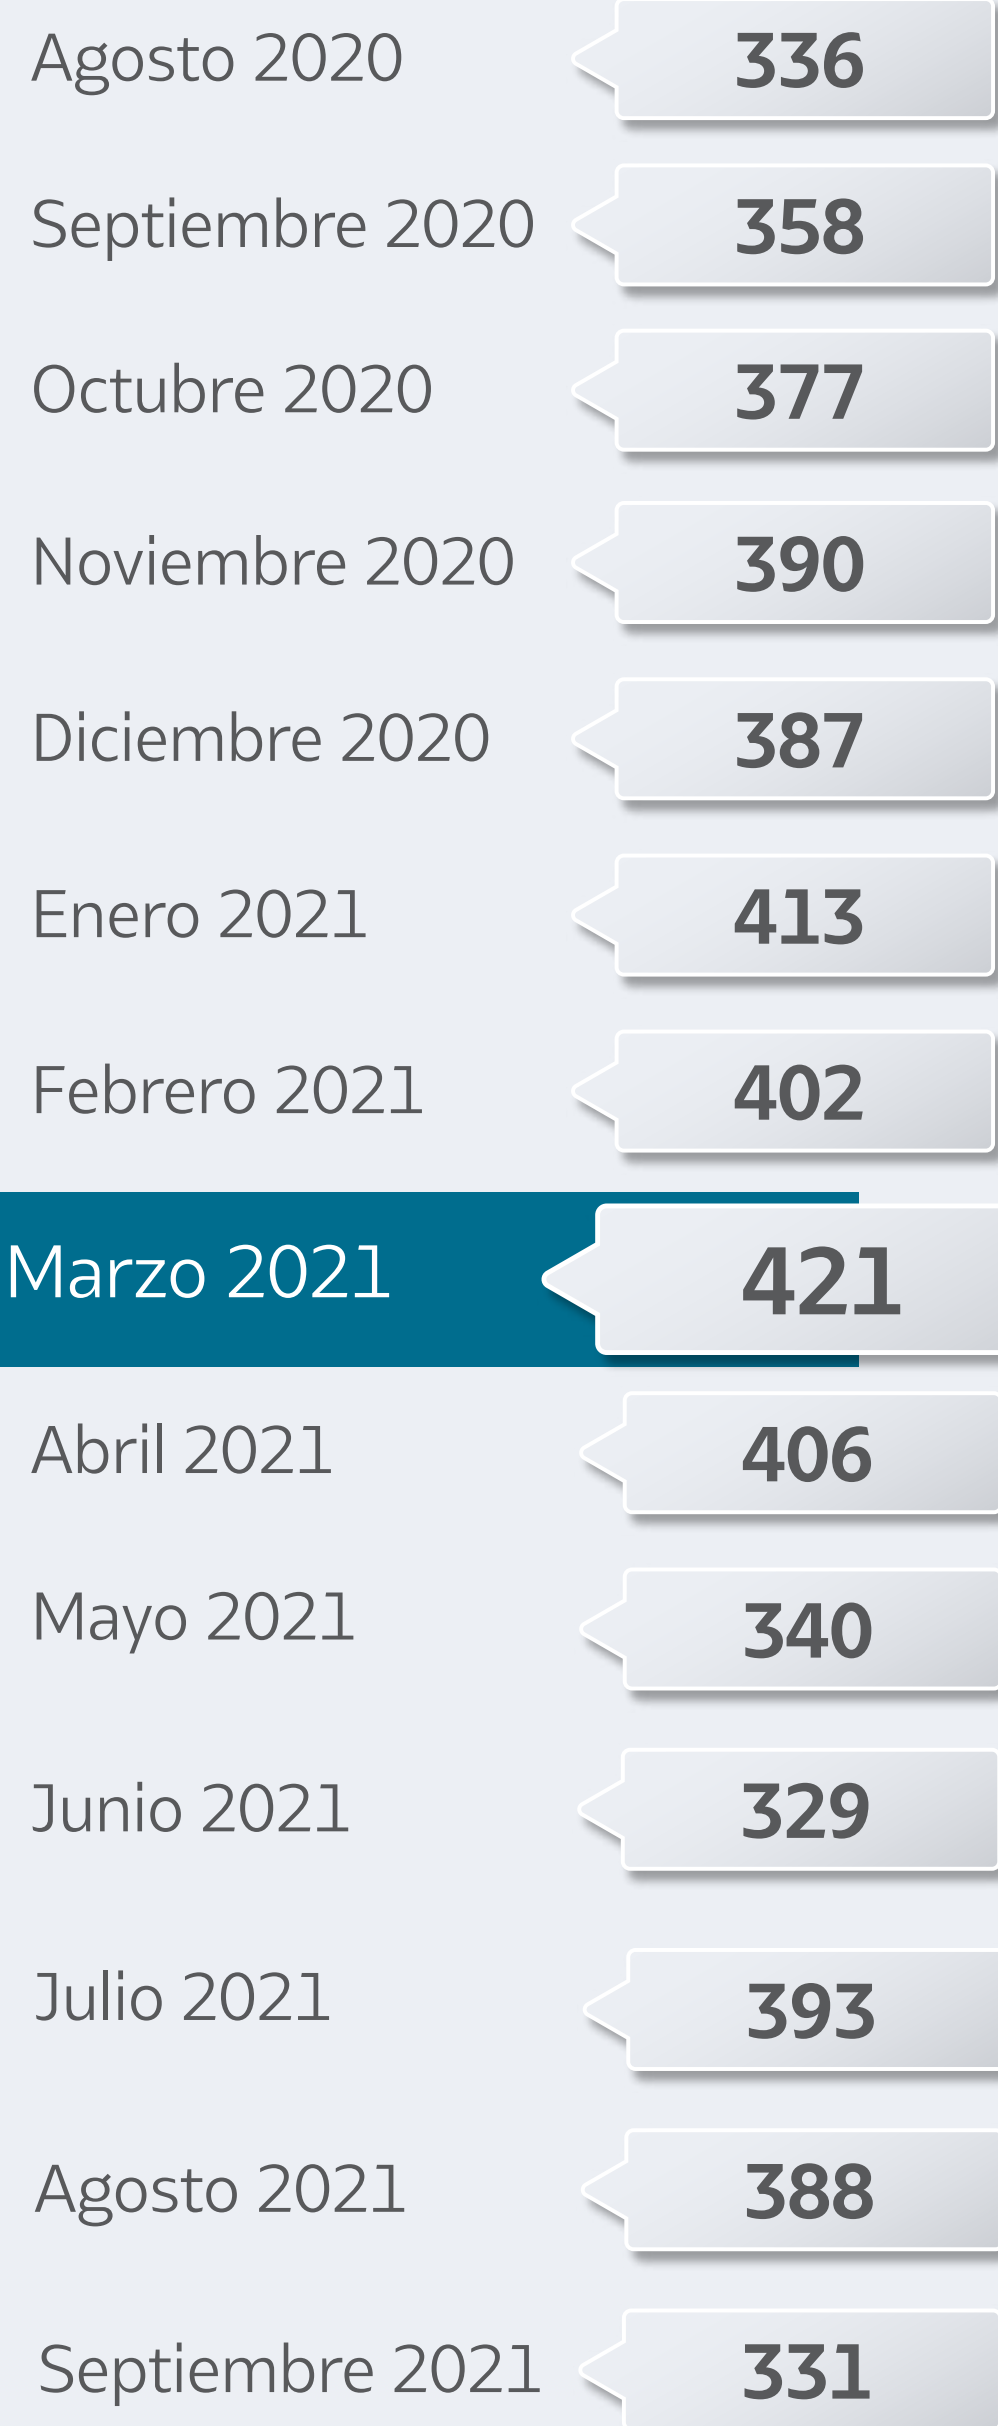 Agosto 2020 336
Septiembre 2020 358
Octubre 2020 377
Noviembre 2020 390
Diciembre 2020 387
Enero 2021 413
Febrero 2021 402
Marzo 2021 421
Abril 2021 406
Mayo 2021 340
Junio 2021 329
Julio 2021 393
Agosto 2021 388
Septiembre 2021 331